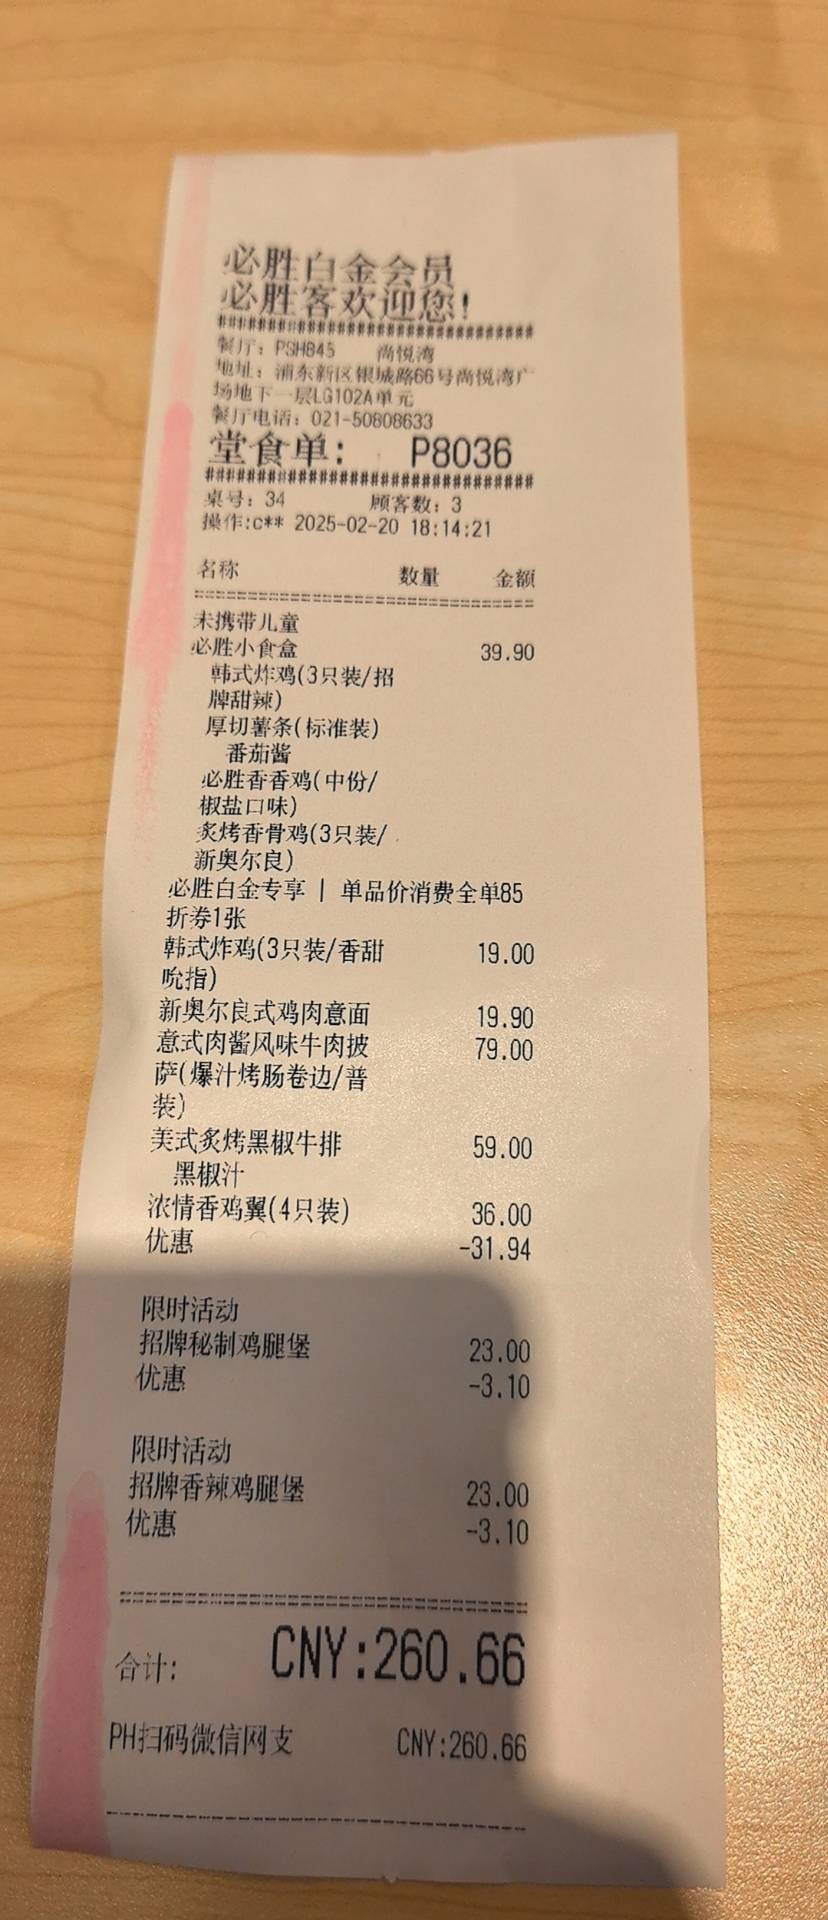 必胜白金会员
必胜客欢迎您!
######################################
餐厅: PSH845 尚悦湾
地址: 浦东新区银城路66号尚悦湾广
场地下一层LG102A单元
餐厅电话: 021-50808633
堂食单: P8036
######################################
桌号: 34 顾客数: 3
操作:c** 2025-02-20 18:14:21
名称 数量 金额
======================================
未携带儿童
必胜小食盒 39.90
韩式炸鸡(3只装/招
牌甜辣)
厚切薯条(标准装)
番茄酱
必胜香香鸡(中份/
椒盐口味)
炙烤香骨鸡(3只装/
新奥尔良)
必胜白金专享 | 单品价消费全单85
折券1张
韩式炸鸡(3只装/香甜 19.00
吮指)
新奥尔良式鸡肉意面 19.90
意式肉酱风味牛肉披 79.00
萨(爆汁烤肠卷边/普
装)
美式炙烤黑椒牛排 59.00
黑椒汁
浓情香鸡翼(4只装) 36.00
优惠 -31.94
限时活动
招牌秘制鸡腿堡 23.00
优惠 -3.10
限时活动
招牌香辣鸡腿堡 23.00
优惠 -3.10
======================================
合计: CNY:260.66
PH扫码微信网支 CNY:260.66
--------------------------------------